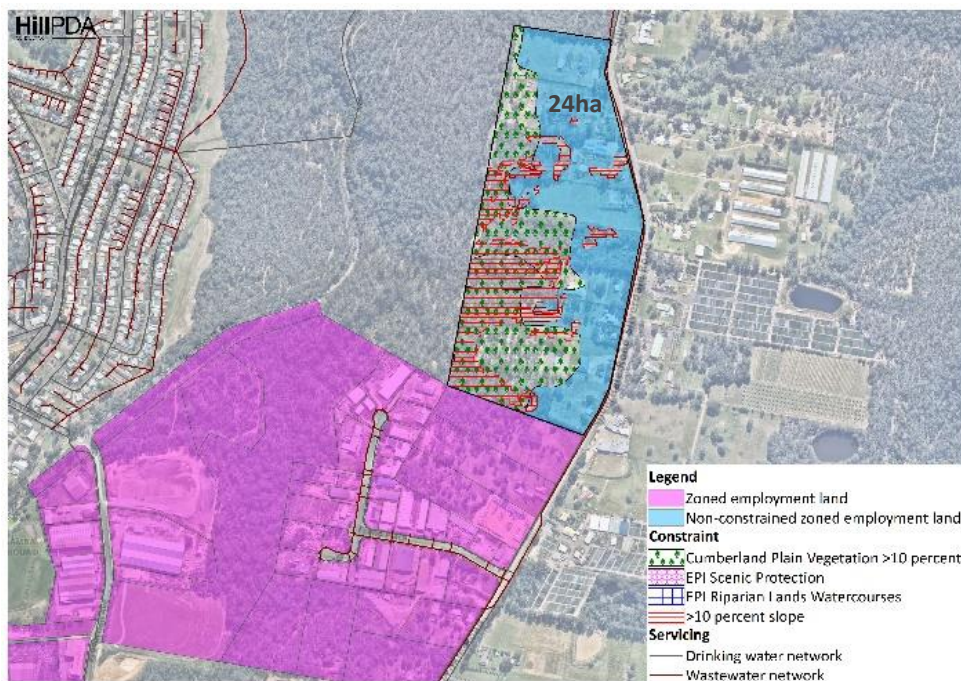 HillPDA
24ha
Legend
Zoned employment land
Non-constrained zoned employment land
Constraint
Cumberland Plain Vegetation >10 percent
EPI Scenic Protection
EPI Riparian Lands Watercourses
>10 percent slope
Servicing
Drinking water network
Wastewater network